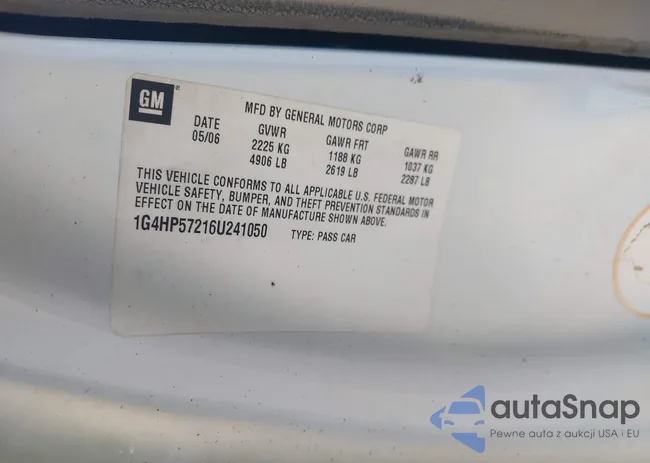 GM
MFD BY GENERAL MOTORS CORP
DATE GVWR GAWR FRT GAWR RR
05/06 2225 KG 1188 KG 1037 KG
4906 LB 2619 LB 2287 LB
THIS VEHICLE CONFORMS TO ALL APPLICABLE U.S. FEDERAL MOTOR
VEHICLE SAFETY, BUMPER, AND THEFT PREVENTION STANDARDS IN
EFFECT ON THE DATE OF MANUFACTURE SHOWN ABOVE.
1G4HP57216U241050 TYPE: PASS CAR
autaSnap
Pewne auta z aukcji USA i EU